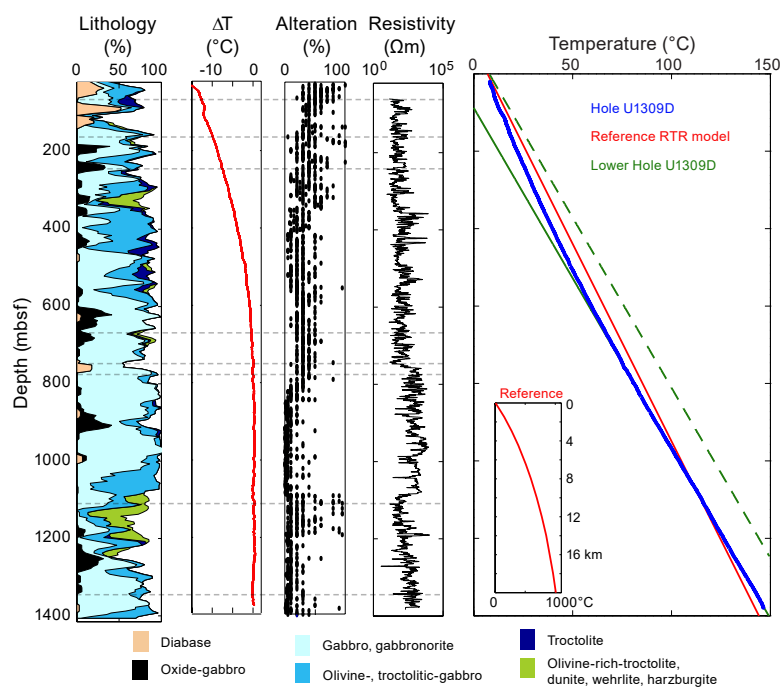 Lithology
(%)
ΔT
(°C)
Alteration
(%)
Resistivity
(Ωm)
Temperature (°C)
0 50 100
-10 0
0 100
10⁰ 10⁵
0 50 100 150
Depth (mbsf)
200
400
600
800
1000
1200
1400
Hole U1309D
Reference RTR model
Lower Hole U1309D
Reference
0
4
8
12
16 km
0 1000°C
Diabase
Oxide-gabbro
Gabbro, gabbronorite
Olivine-, troctolitic-gabbro
Troctolite
Olivine-rich-troctolite,
dunite, wehrlite, harzburgite